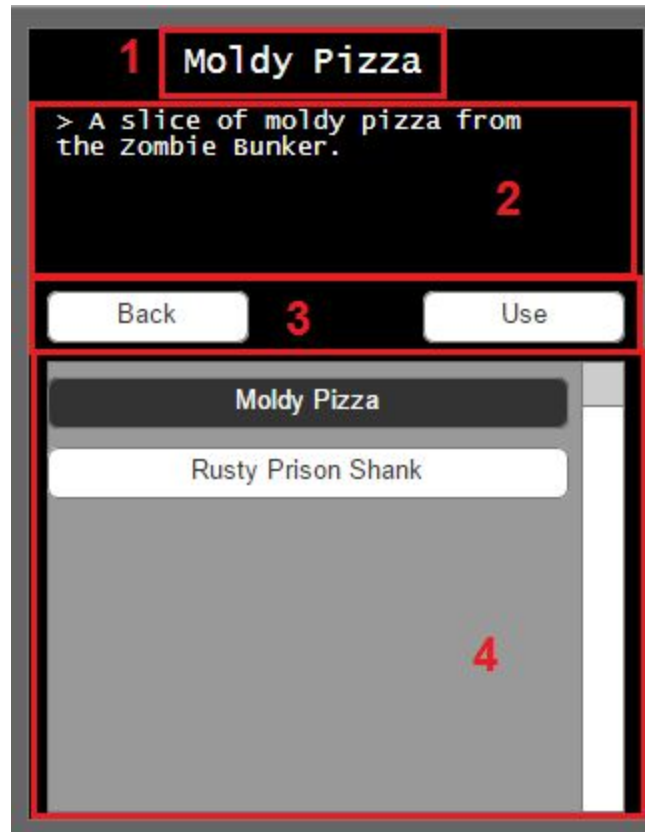 1 Moldy Pizza
> A slice of moldy pizza from
the Zombie Bunker.
2
Back 3 Use
Moldy Pizza
Rusty Prison Shank
4